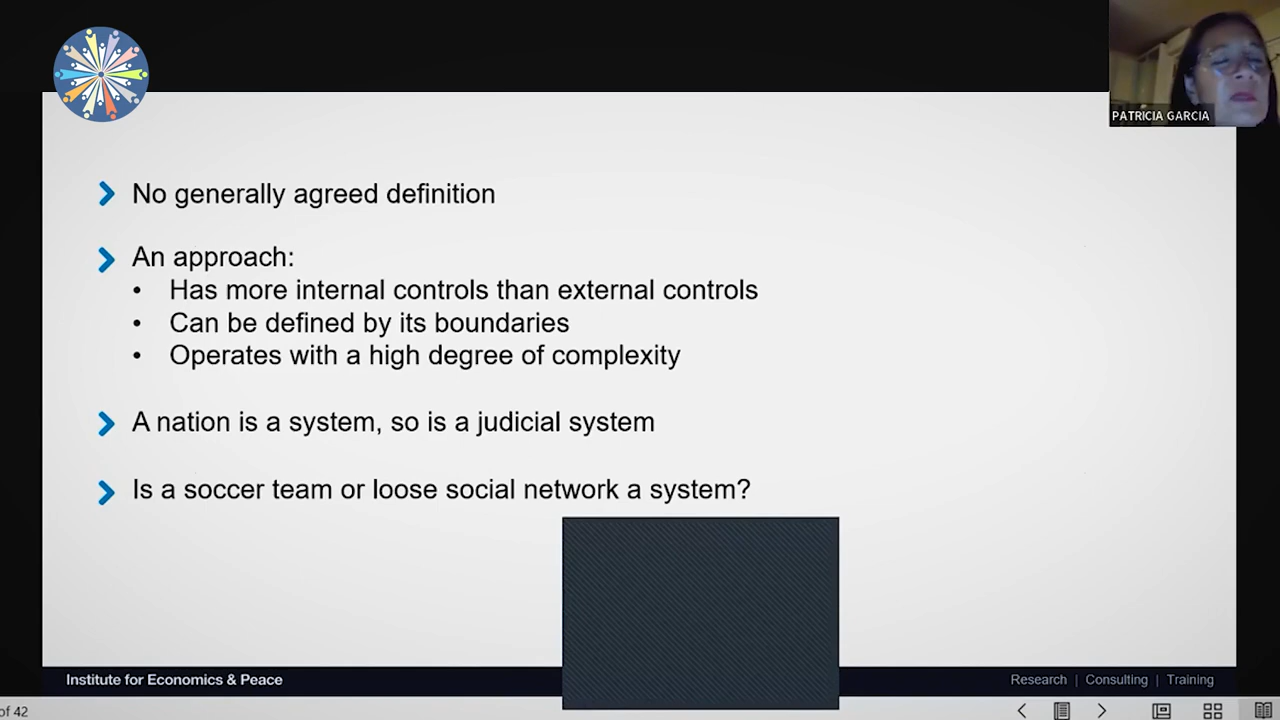 PATRICIA GARCIA
No generally agreed definition
An approach:
• Has more internal controls than external controls
• Can be defined by its boundaries
• Operates with a high degree of complexity
A nation is a system, so is a judicial system
Is a soccer team or loose social network a system?
Institute for Economics & Peace
Research | Consulting | Training
of 42